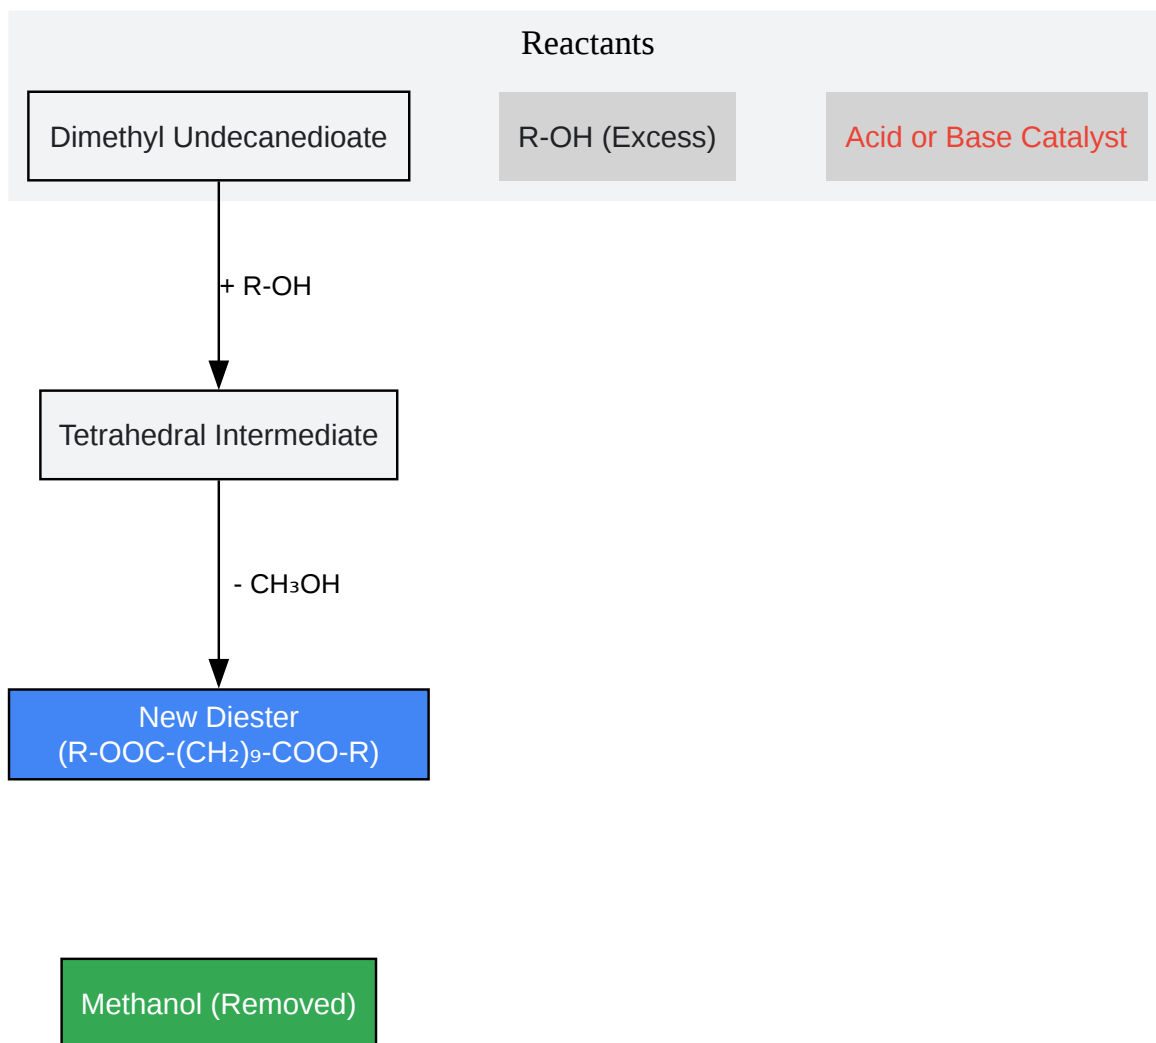 Reactants
Dimethyl Undecanedioate
R-OH (Excess)
Acid or Base Catalyst
+ R-OH
Tetrahedral Intermediate
- CH₃OH
New Diester
(R-OOC-(CH₂)₉-COO-R)
Methanol (Removed)